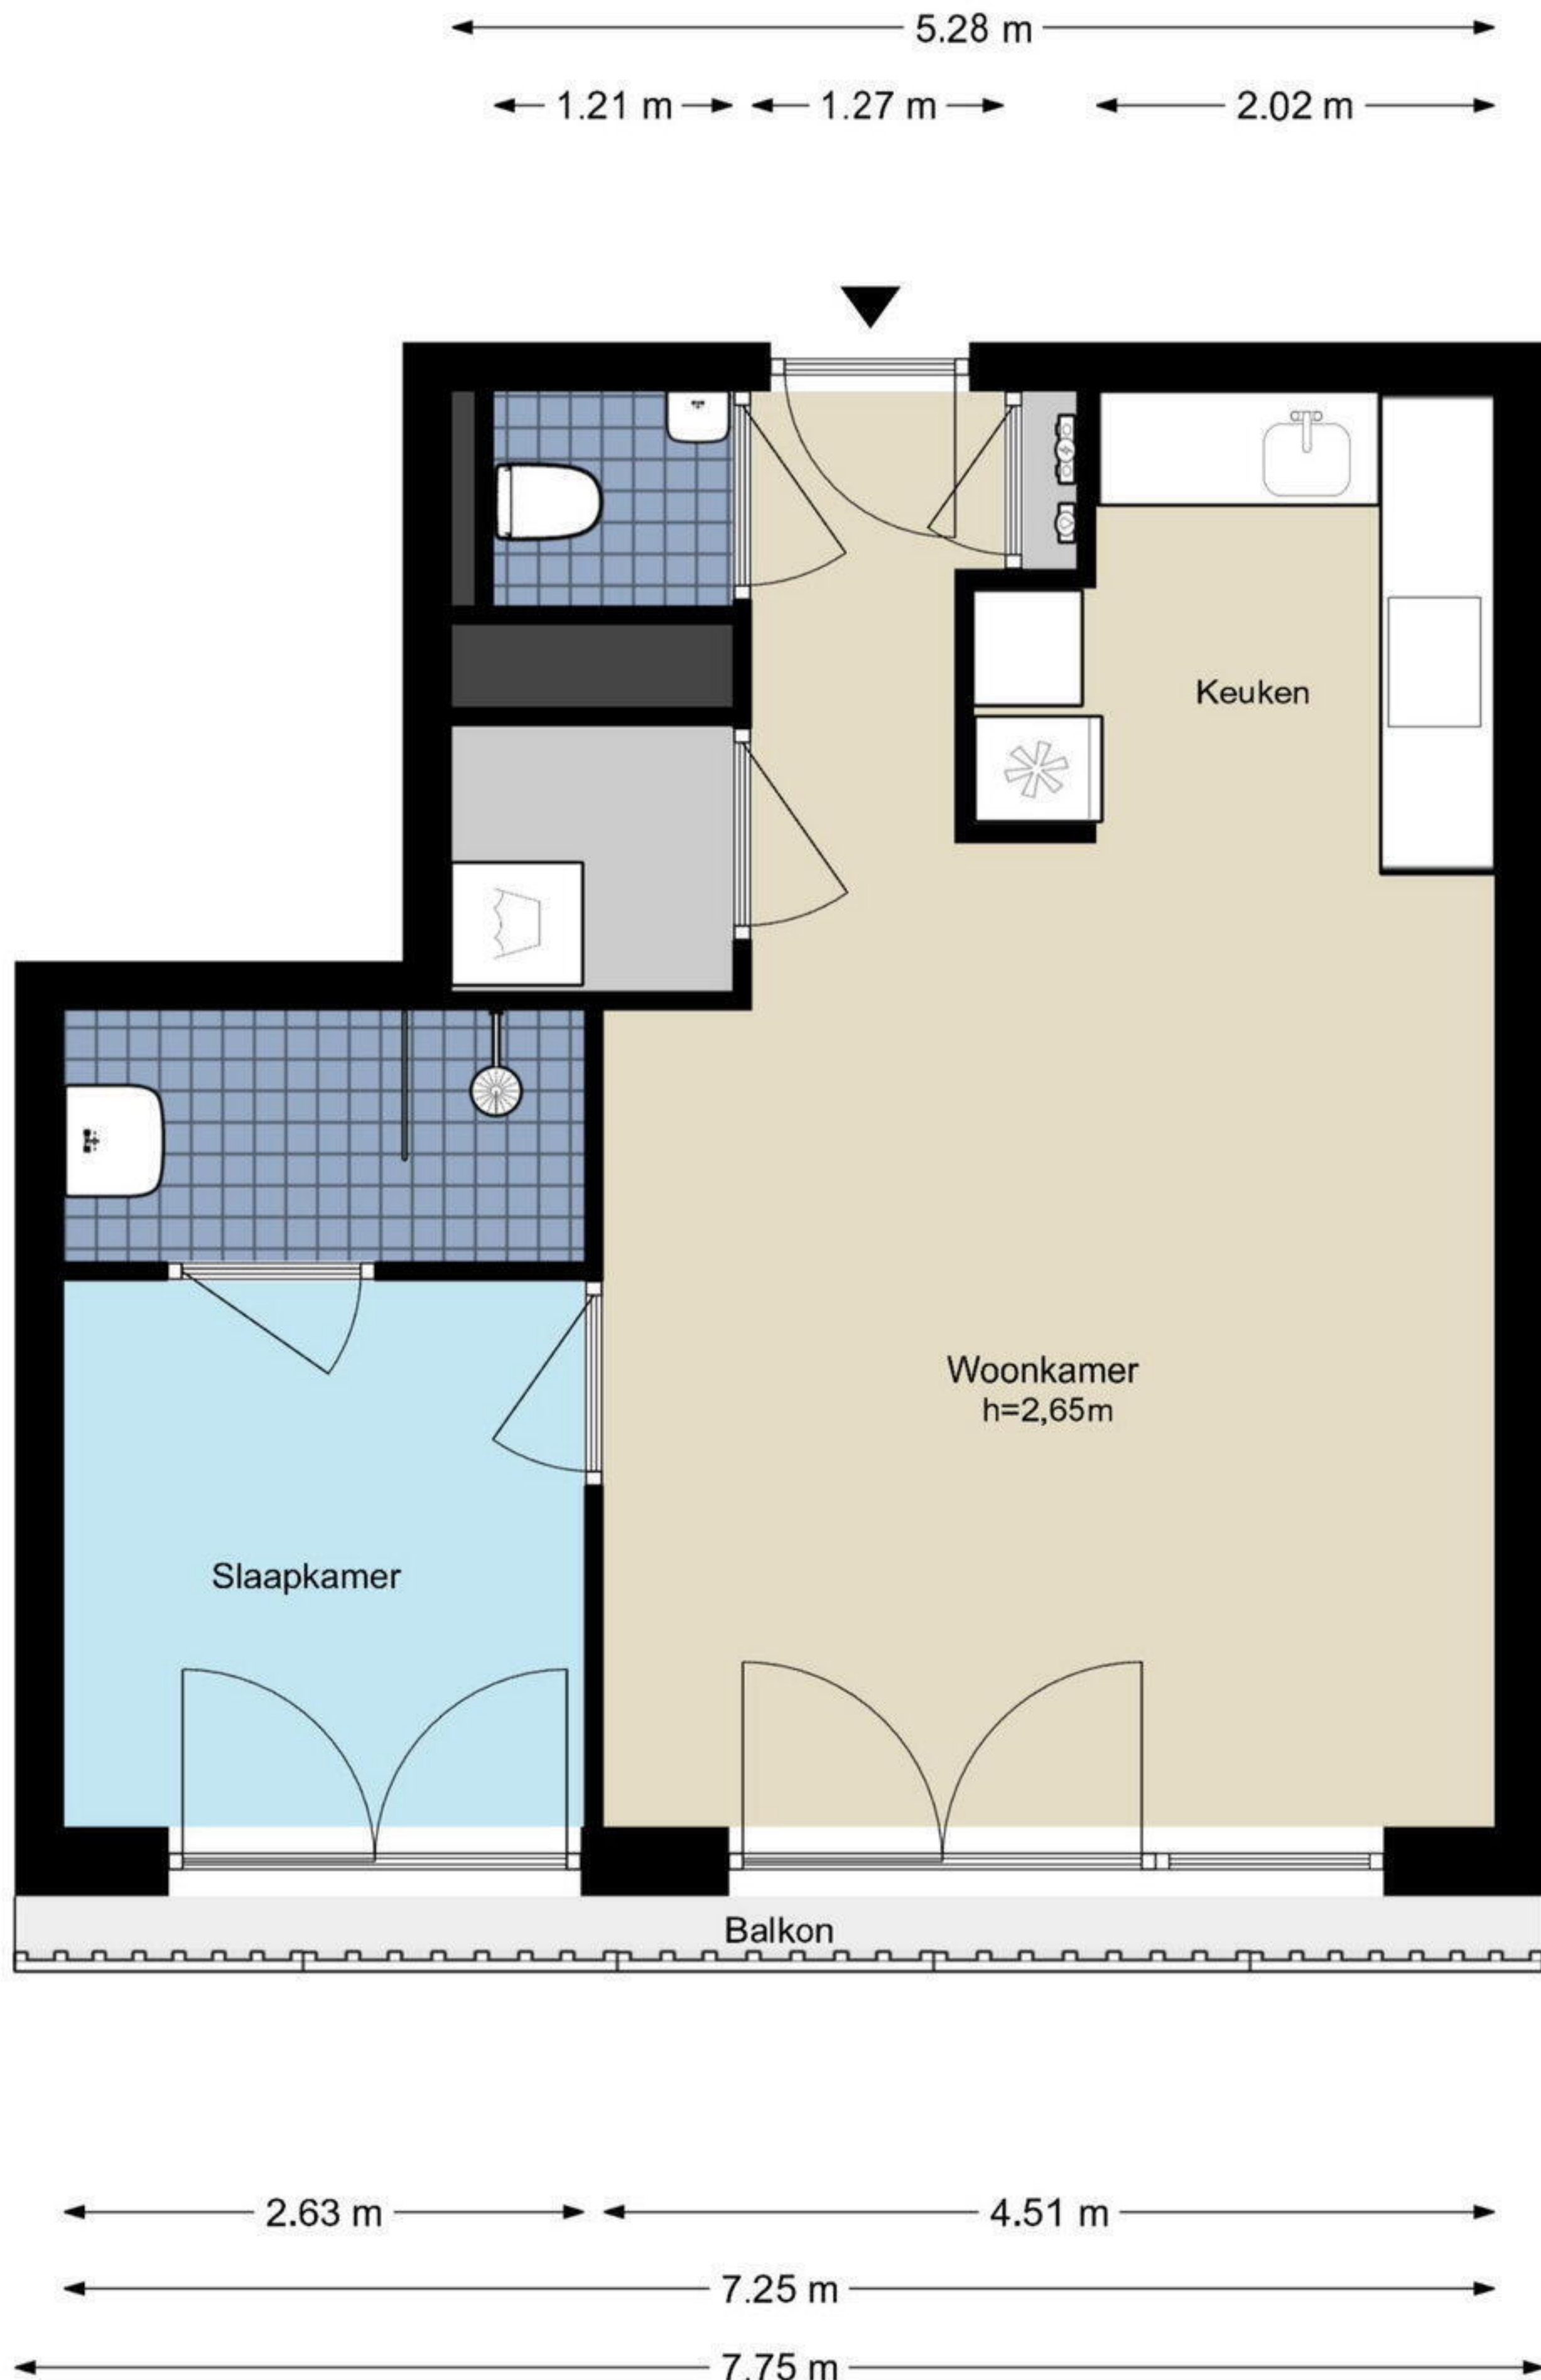 5.28 m
1.21 m
1.27 m
2.02 m
Keuken
Woonkamer
h=2,65m
Slaapkamer
Balkon
2.63 m
4.51 m
7.25 m
7.75 m